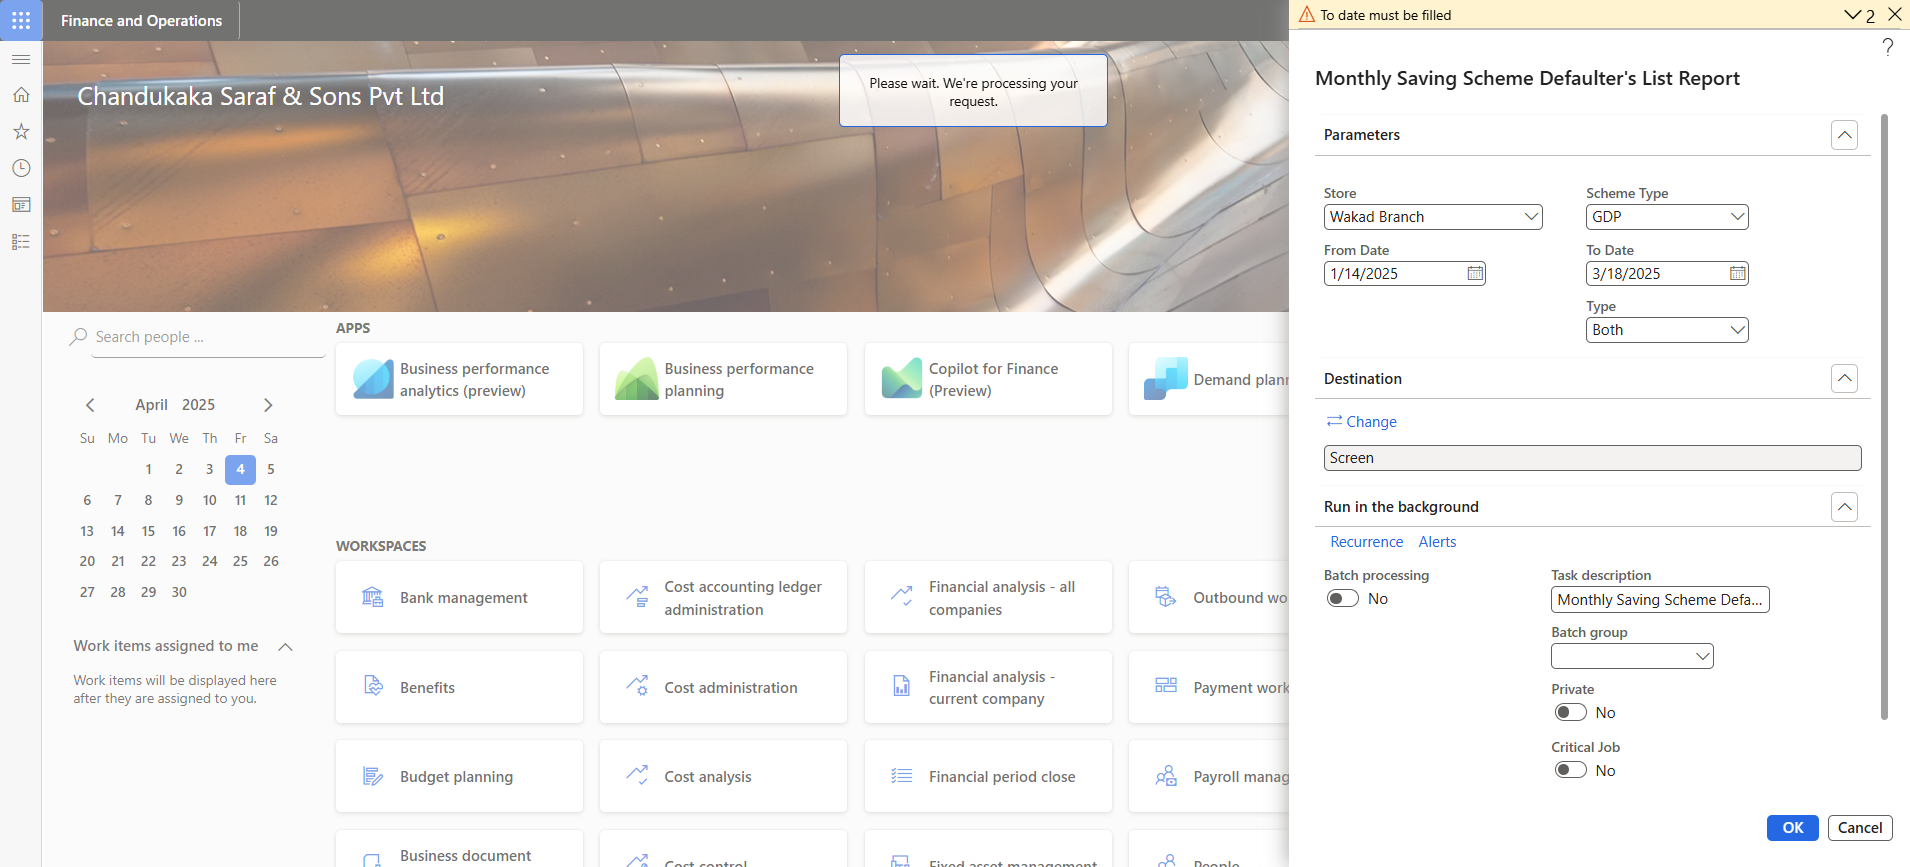 Finance and Operations
To date must be filled
2
?
Chandukaka Saraf & Sons Pvt Ltd
Please wait. We're processing your
request.
Search people ...
April 2025
Su Mo Tu We Th Fr Sa
1 2 3 4 5
6 7 8 9 10 11 12
13 14 15 16 17 18 19
20 21 22 23 24 25 26
27 28 29 30
Work items assigned to me
Work items will be displayed here
after they are assigned to you.
APPS
Business performance
analytics (preview)
Business performance
planning
Copilot for Finance
(Preview)
Demand plann
WORKSPACES
Bank management
Cost accounting ledger
administration
Financial analysis - all
companies
Outbound wo
Benefits
Cost administration
Financial analysis -
current company
Payment work
Budget planning
Cost analysis
Financial period close
Payroll manag
Business document
Cost control
Fixed asset management
People
Monthly Saving Scheme Defaulter's List Report
Parameters
Store
Wakad Branch
Scheme Type
GDP
From Date
1/14/2025
To Date
3/18/2025
Type
Both
Destination
Change
Screen
Run in the background
Recurrence Alerts
Batch processing
No
Task description
Monthly Saving Scheme Defa...
Batch group
Private
No
Critical Job
No
OK
Cancel